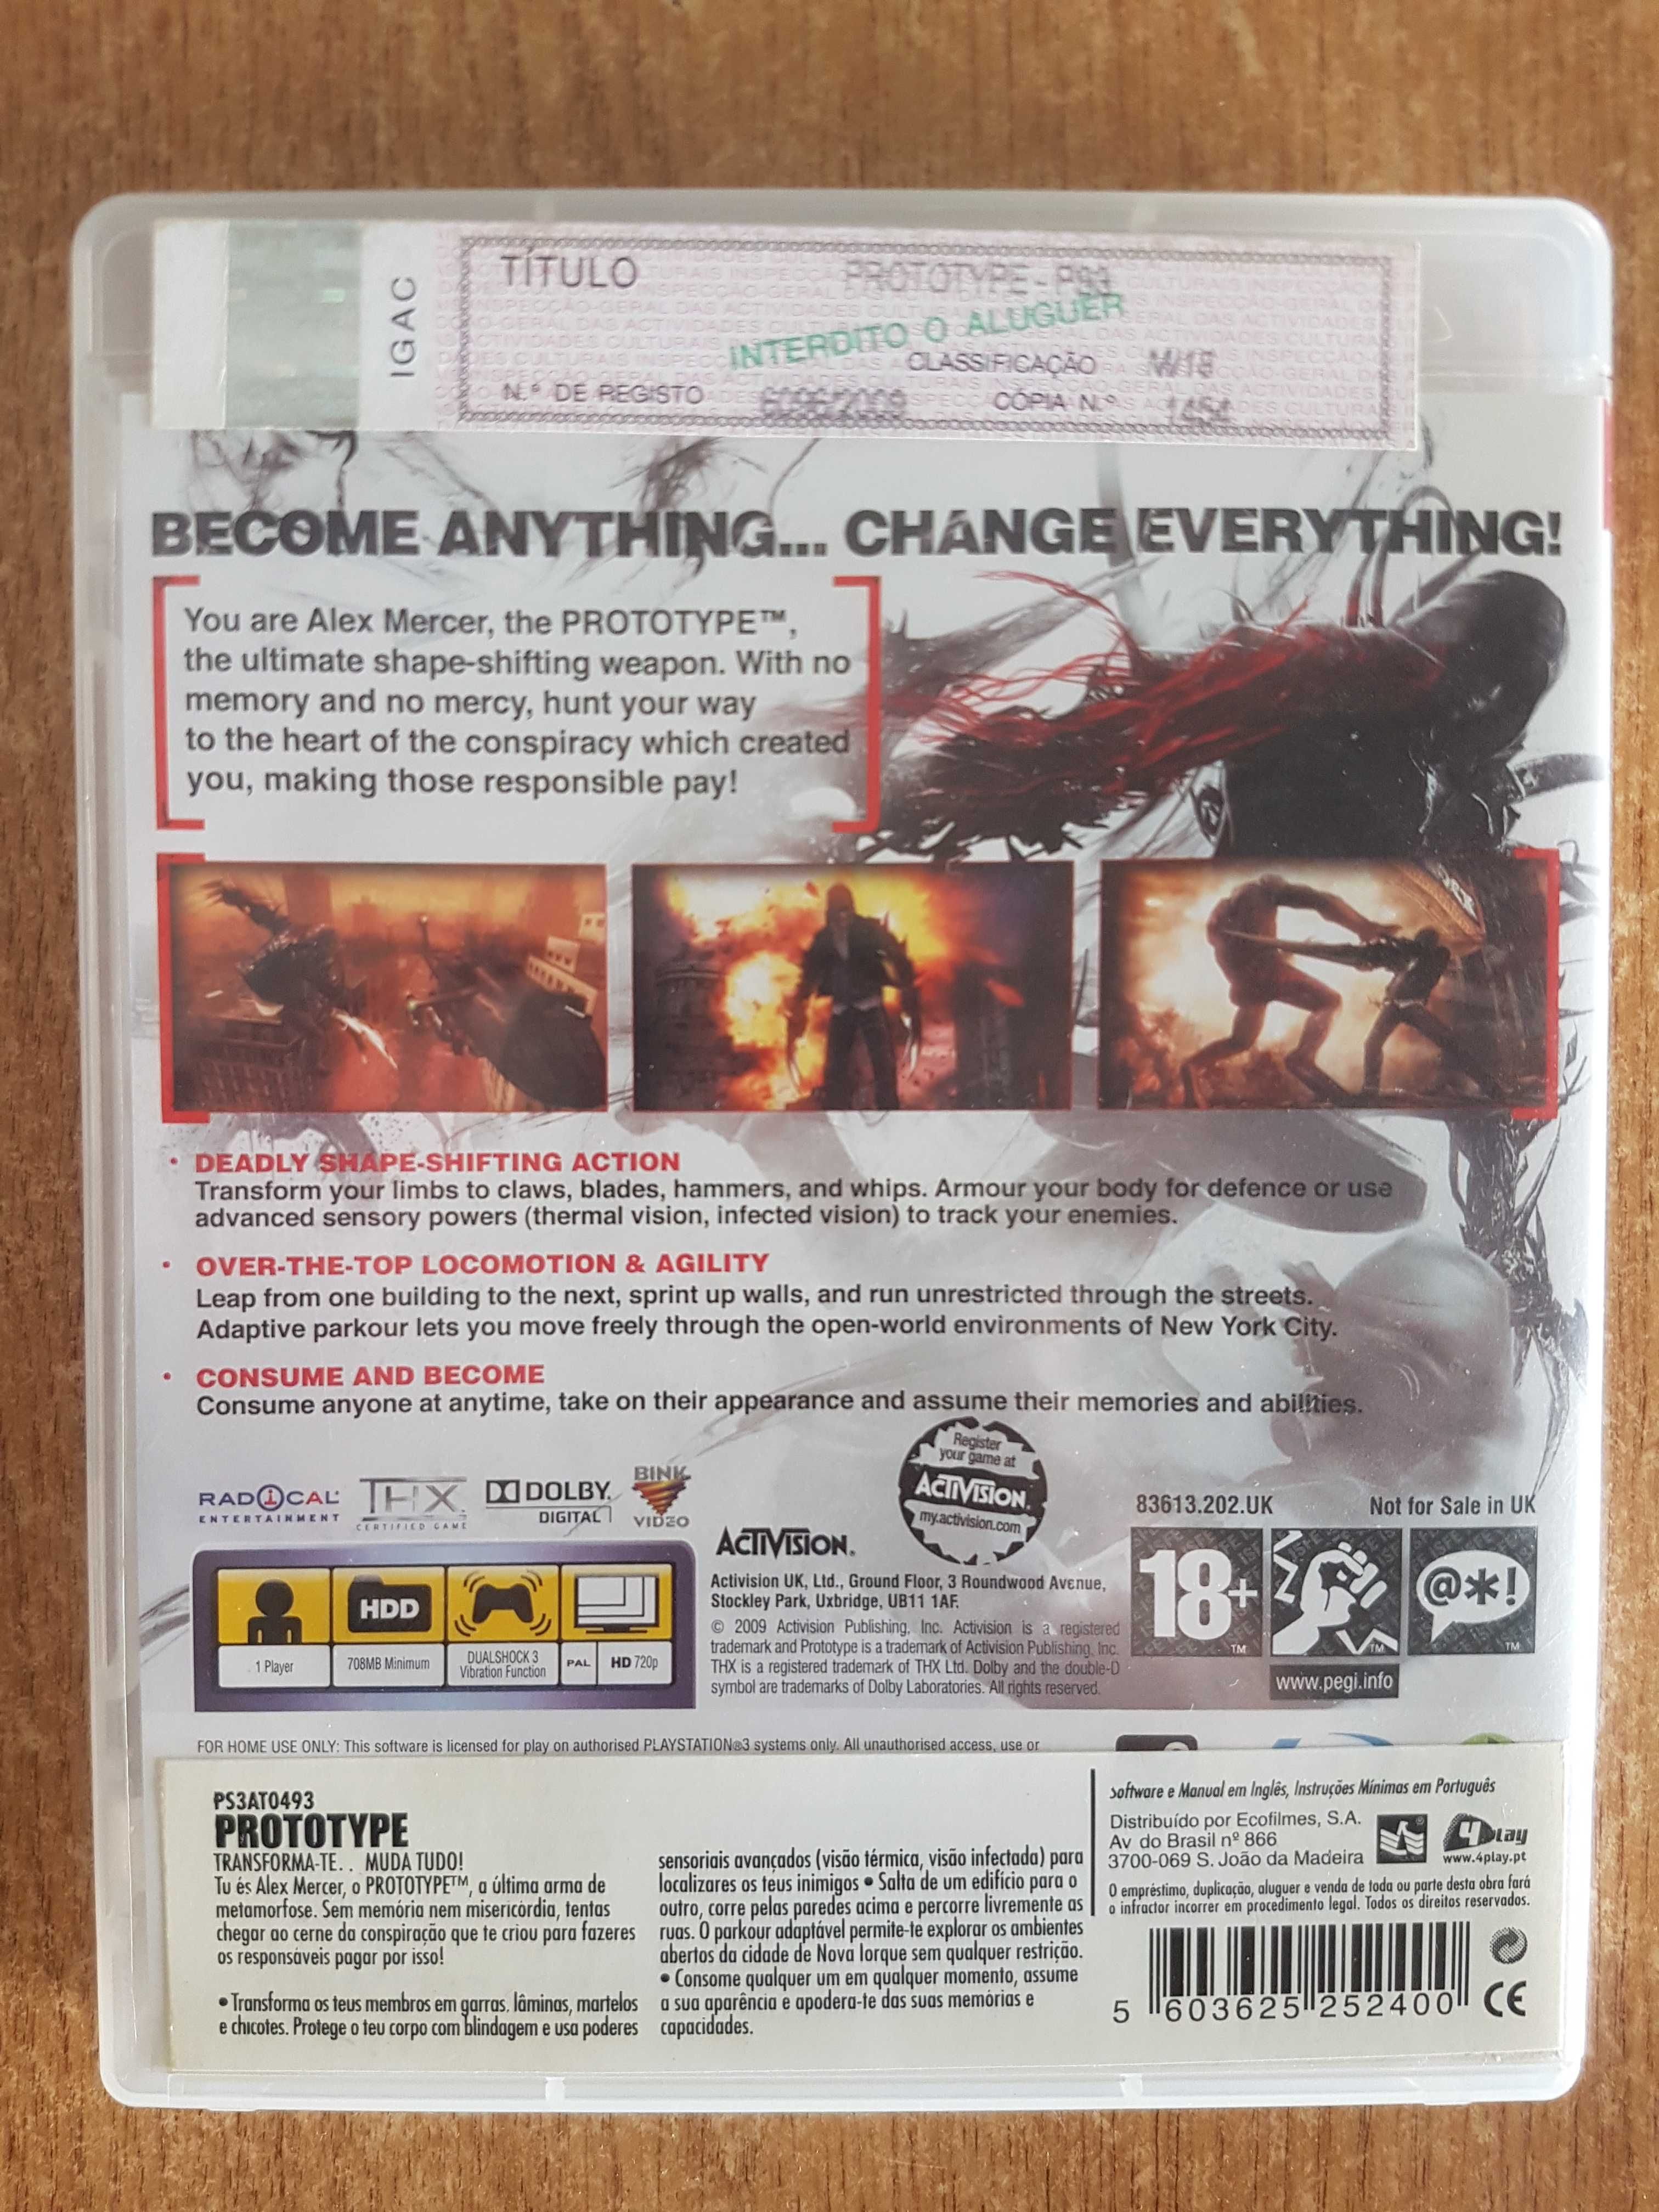 IGAC
TÍTULO PROTOTYPE - PS3
INTERDITO O ALUGUER
CLASSIFICAÇÃO M/18
N.º DE REGISTO CÓPIA N.º 1454
BECOME ANYTHING... CHANGE EVERYTHING!
You are Alex Mercer, the PROTOTYPE™,
the ultimate shape-shifting weapon. With no
memory and no mercy, hunt your way
to the heart of the conspiracy which created
you, making those responsible pay!
• DEADLY SHAPE-SHIFTING ACTION
Transform your limbs to claws, blades, hammers, and whips. Armour your body for defence or use
advanced sensory powers (thermal vision, infected vision) to track your enemies.
• OVER-THE-TOP LOCOMOTION & AGILITY
Leap from one building to the next, sprint up walls, and run unrestricted through the streets.
Adaptive parkour lets you move freely through the open-world environments of New York City.
• CONSUME AND BECOME
Consume anyone at anytime, take on their appearance and assume their memories and abilities.
RADICAL
ENTERTAINMENT
THX
CERTIFIED GAME
DOLBY
DIGITAL
BINK
VIDEO
ACTIVISION.
Register
your game at
ACTIVISION.
my.activision.com
83613.202.UK Not for Sale in UK
HDD
1 Player
708MB Minimum
DUALSHOCK 3
Vibration Function
PAL
HD 720p
Activision UK, Ltd., Ground Floor, 3 Roundwood Avenue,
Stockley Park, Uxbridge, UB11 1AF.
© 2009 Activision Publishing, Inc. Activision is a registered
trademark and Prototype is a trademark of Activision Publishing, Inc.
THX is a registered trademark of THX Ltd. Dolby and the double-D
symbol are trademarks of Dolby Laboratories. All rights reserved.
18+
TM
TM
@*!
TM
www.pegi.info
FOR HOME USE ONLY: This software is licensed for play on authorised PLAYSTATION®3 systems only. All unauthorised access, use or
PS3AT0493
PROTOTYPE
TRANSFORMA-TE. . MUDA TUDO!
Tu és Alex Mercer, o PROTOTYPE™, a última arma de
metamorfose. Sem memória nem misericórdia, tentas
chegar ao cerne da conspiração que te criou para fazeres
os responsáveis pagar por isso!
• Transforma os teus membros em garras, lâminas, martelos
e chicotes. Protege o teu corpo com blindagem e usa poderes
sensoriais avançados (visão térmica, visão infectada) para
localizares os teus inimigos • Salta de um edifício para o
outro, corre pelas paredes acima e percorre livremente as
ruas. O parkour adaptável permite-te explorar os ambientes
abertos da cidade de Nova Iorque sem qualquer restrição.
• Consome qualquer um em qualquer momento, assume
a sua aparência e apodera-te das suas memórias e
capacidades.
Software e Manual em Inglês, Instruções Mínimas em Português
Distribuído por Ecofilmes, S.A.
Av do Brasil nº 866
3700-069 S. João da Madeira
4Play
www.4play.pt
O empréstimo, duplicação, aluguer e venda de toda ou parte desta obra fará
o infractor incorrer em procedimento legal. Todos os direitos reservados.
5 603625 252400
CE